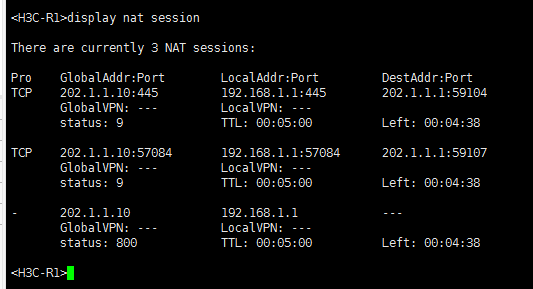 <H3C-R1>display nat session
There are currently 3 NAT sessions:
Pro GlobalAddr:Port LocalAddr:Port DestAddr:Port
TCP 202.1.1.10:445 192.168.1.1:445 202.1.1.1:59104
GlobalVPN: --- LocalVPN: ---
status: 9 TTL: 00:05:00 Left: 00:04:38
TCP 202.1.1.10:57084 192.168.1.1:57084 202.1.1.1:59107
GlobalVPN: --- LocalVPN: ---
status: 9 TTL: 00:05:00 Left: 00:04:38
- 202.1.1.10 192.168.1.1 ---
GlobalVPN: --- LocalVPN: ---
status: 800 TTL: 00:05:00 Left: 00:04:38
<H3C-R1>